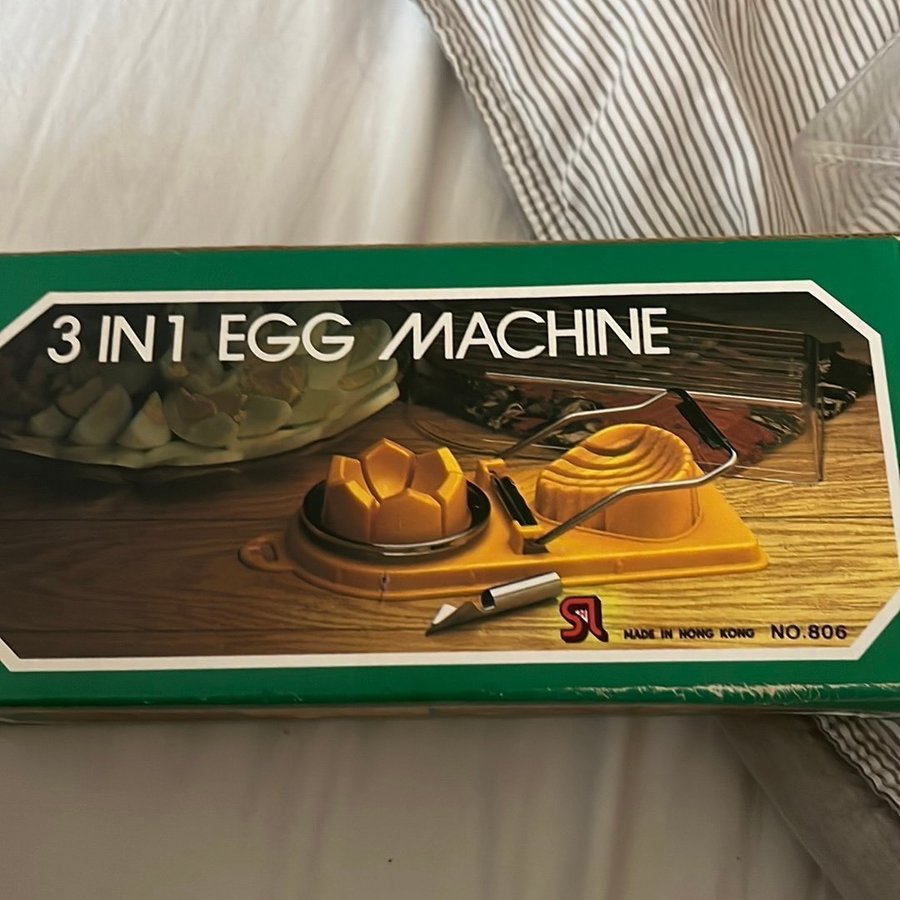 3 IN 1 EGG MACHINE
MADE IN HONG KONG NO.806